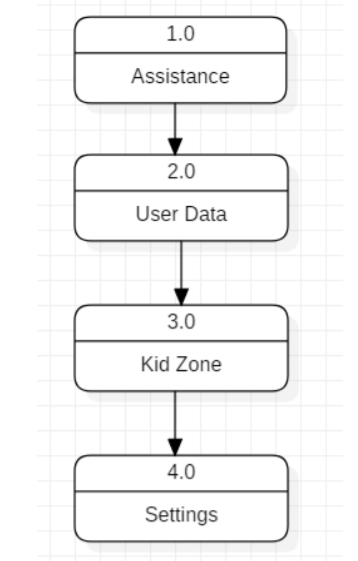 1.0
Assistance
2.0
User Data
3.0
Kid Zone
4.0
Settings